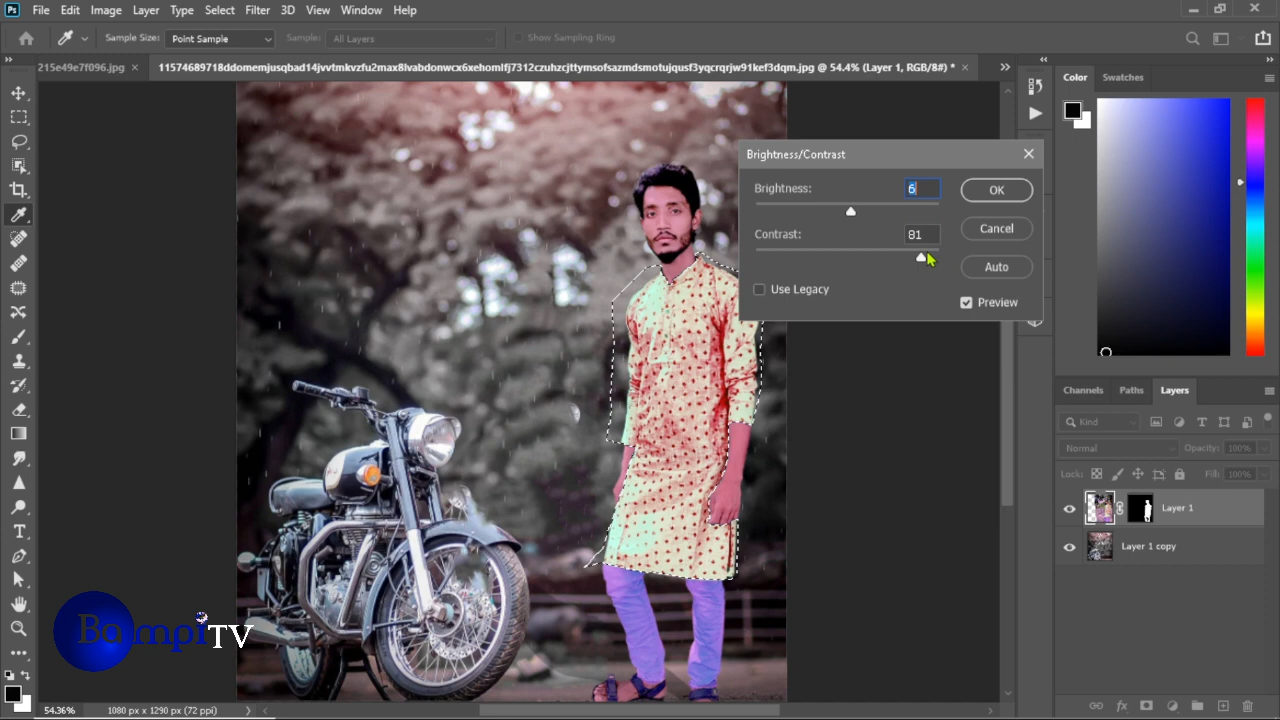 Ps File Edit Image Layer Type Select Filter 3D View Window Help
Sample Size: Point Sample Sample: All Layers Show Sampling Ring
215e49e7f096.jpg × 11574689718ddomemjusqbad14jvvtmkvzfu2max8lvabdonwcx6xehomlfj7312czuhzcjttymsofsazmdsmotujqusf3yqcrqrjw91kef3dqm.jpg @ 54.4% (Layer 1, RGB/8#) * ×
Color Swatches
Brightness/Contrast
Brightness: 6 OK
Contrast: 81 Cancel
Auto
Use Legacy
Preview
Channels Paths Layers
Kind
Normal Opacity: 100%
Lock: Fill: 100%
Layer 1
Layer 1 copy
Bampi TV
54.36% 1080 px x 1290 px (72 ppi)